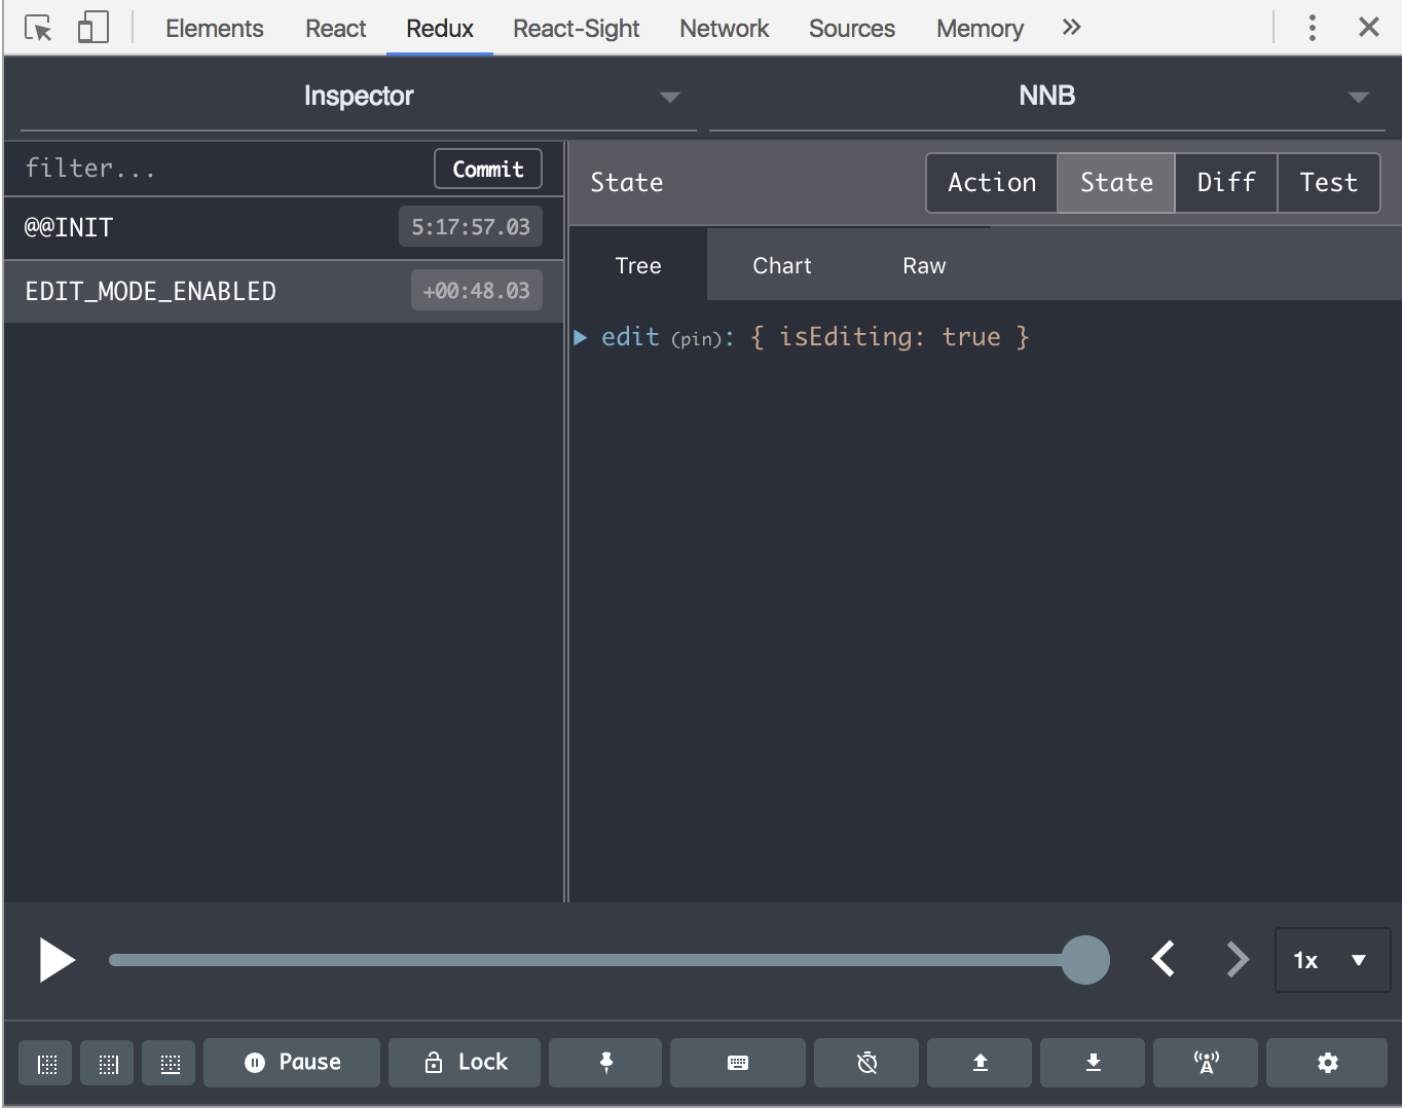 Elements React Redux React-Sight Network Sources Memory
Inspector NNB
filter... Commit
@@INIT 5:17:57.03
EDIT_MODE_ENABLED +00:48.03
State Action State Diff Test
Tree Chart Raw
edit (pin): { isEditing: true }
1x
Pause Lock